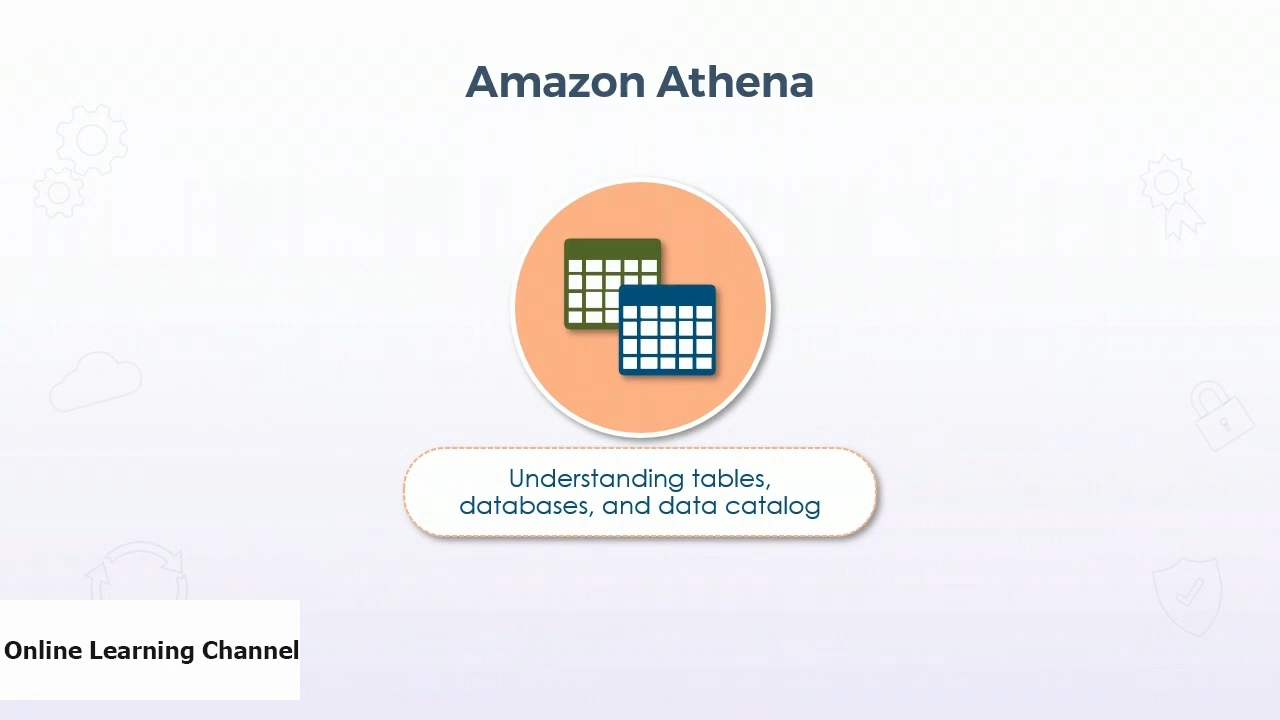 Amazon Athena
Understanding tables,
databases, and data catalog
Online Learning Channel